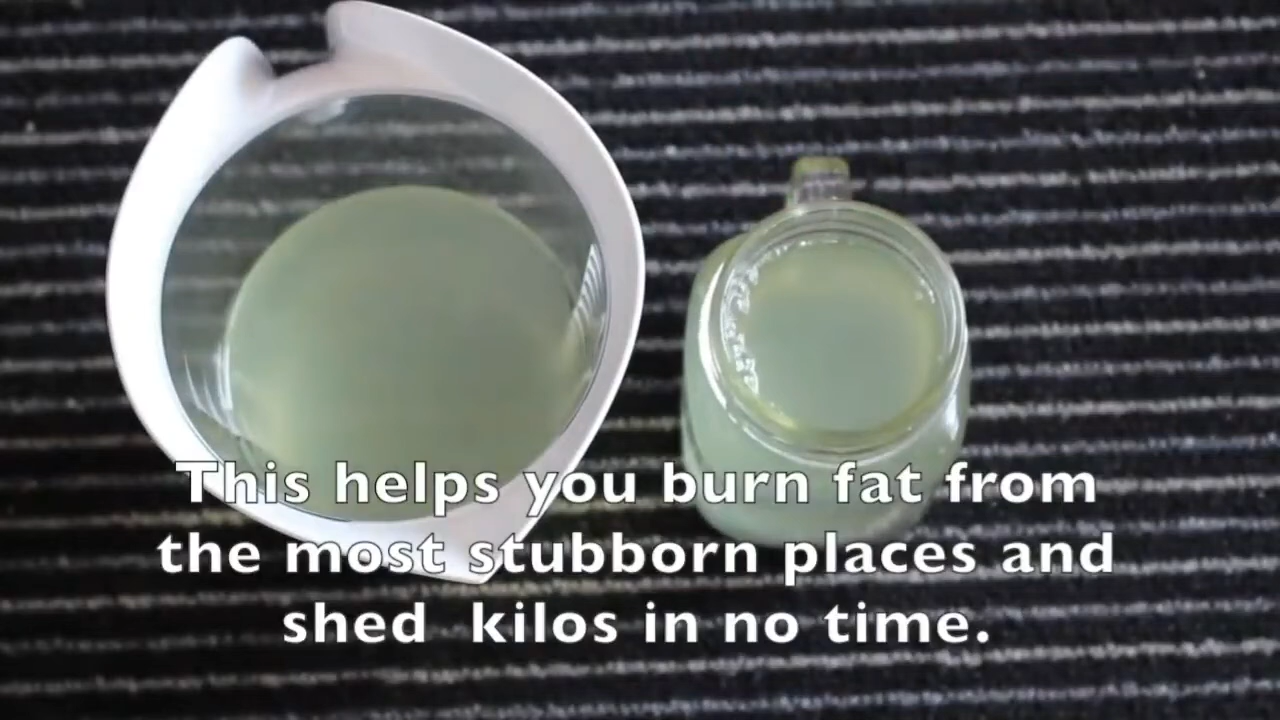 This helps you burn fat from
the most stubborn places and
shed  kilos in no time.